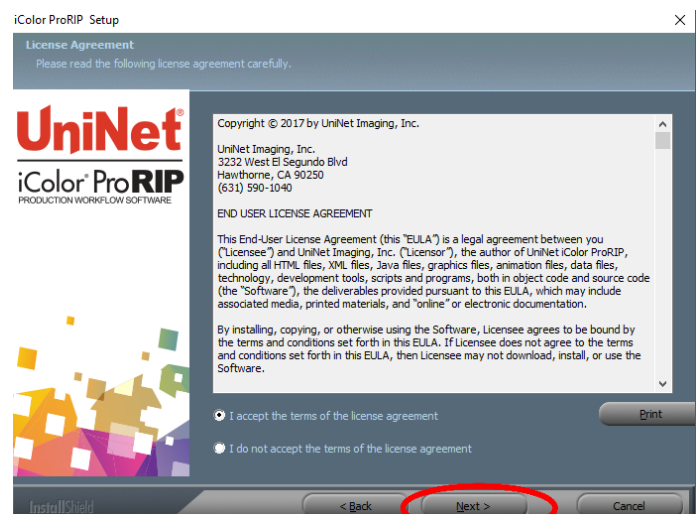 iColor ProRIP Setup
License Agreement
Please read the following license agreement carefully.
UniNet®
iColor® ProRIP
PRODUCTION WORKFLOW SOFTWARE
Copyright © 2017 by UniNet Imaging, Inc.
UniNet Imaging, Inc.
3232 West El Segundo Blvd
Hawthorne, CA 90250
(631) 590-1040
END USER LICENSE AGREEMENT
This End-User License Agreement (this "EULA") is a legal agreement between you
("Licensee") and UniNet Imaging, Inc. ("Licensor"), the author of UniNet iColor ProRIP,
including all HTML files, XML files, Java files, graphics files, animation files, data files,
technology, development tools, scripts and programs, both in object code and source code
(the "Software"), the deliverables provided pursuant to this EULA, which may include
associated media, printed materials, and "online" or electronic documentation.
By installing, copying, or otherwise using the Software, Licensee agrees to be bound by
the terms and conditions set forth in this EULA. If Licensee does not agree to the terms
and conditions set forth in this EULA, then Licensee may not download, install, or use the
Software.
I accept the terms of the license agreement
Print
I do not accept the terms of the license agreement
InstallShield
< Back
Next >
Cancel